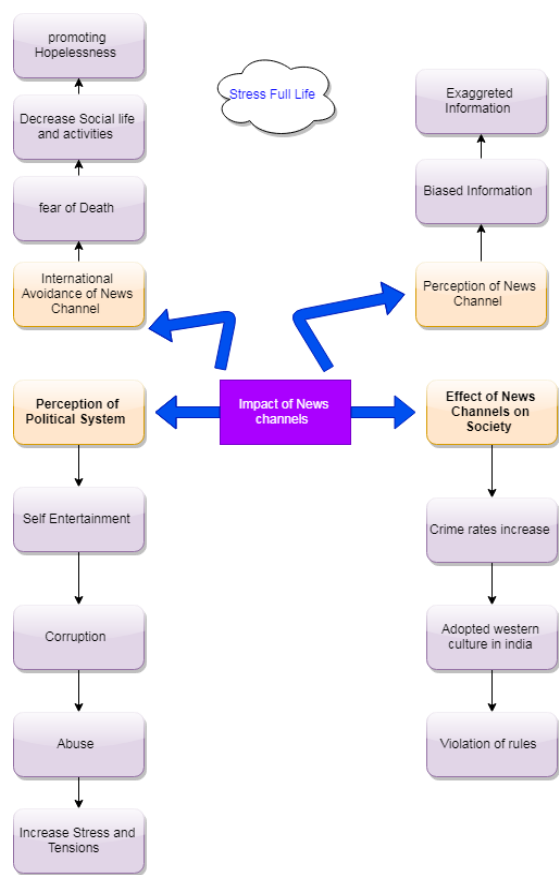 promoting
Hopelessness
Stress Full Life
Exaggreted
Information
Decrease Social life
and activities
Biased Information
fear of Death
International
Avoidance of News
Channel
Perception of News
Channel
Perception of
Political System
Impact of News
channels
Effect of News
Channels on
Society
Self Entertainment
Crime rates increase
Corruption
Adopted western
culture in india
Abuse
Violation of rules
Increase Stress and
Tensions